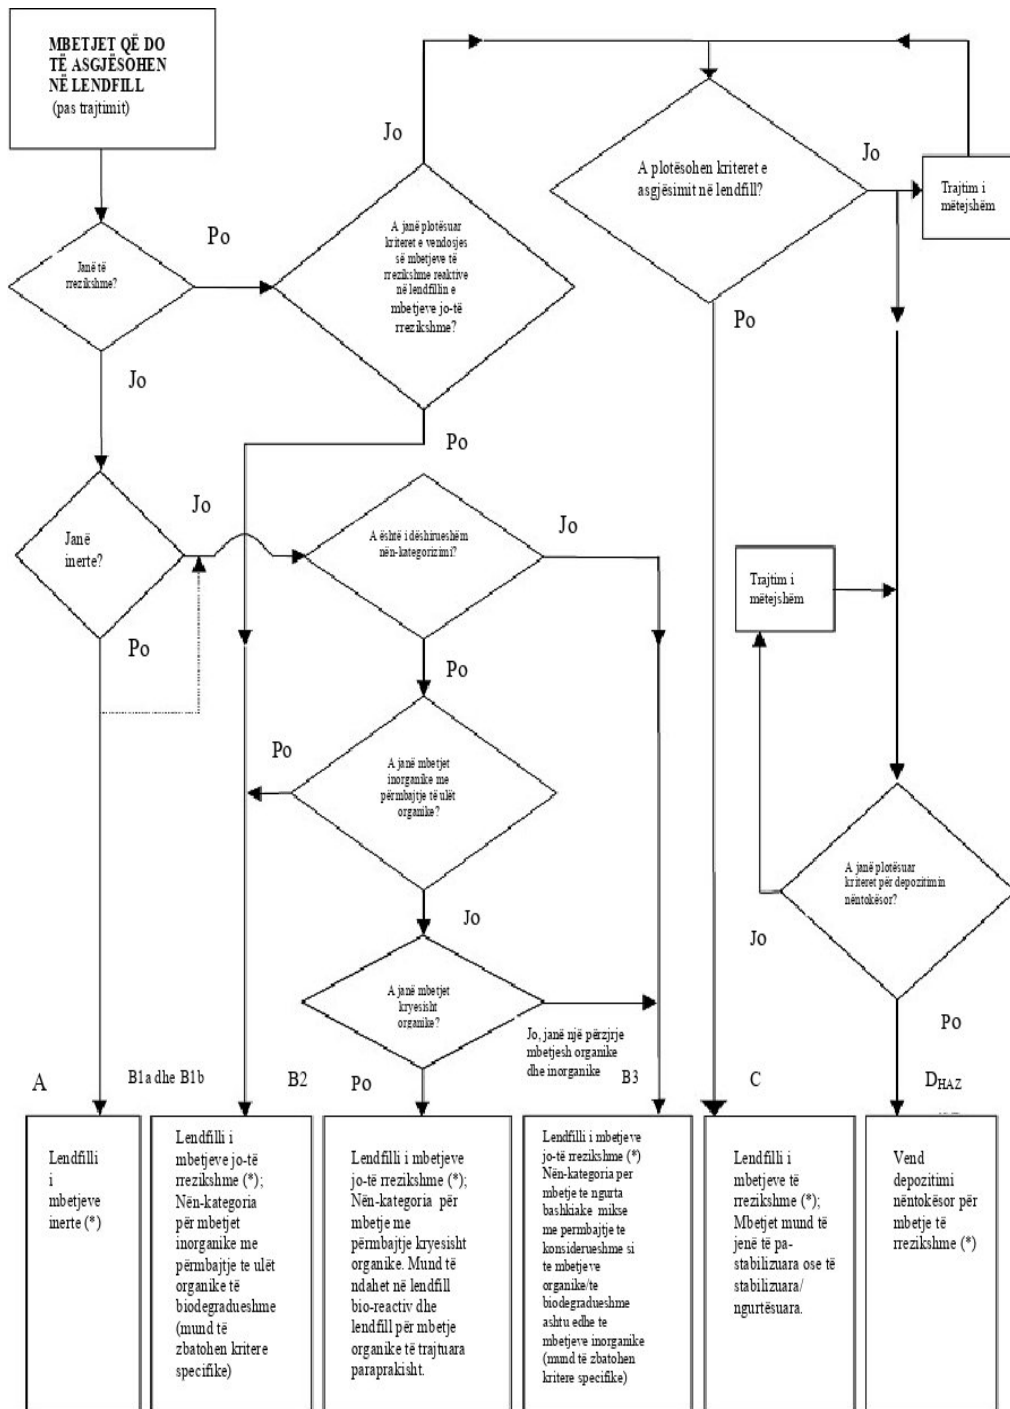 MBETJET QË DO
TË ASGJËSOHEN
NË LENDFILL
(pas trajtimit)
Jo
A plotësohen kriteret e
asgjësimit në lendfill?
Jo
Trajtim i
mëtejshëm
Po
Janë të
rrezikshme?
A janë plotësuar
kriteret e vendosjes
së mbetjeve të
rrezikshme reaktive
në lendfillin e
mbetjeve jo-të
rrezikshme?
Po
Jo
Po
Janë
inerte?
Jo
A është i dëshirueshëm
nën-kategorizimi?
Jo
Trajtim i
mëtejshëm
Po
Po
Po
A janë mbetjet
inorganike me
përmbajtje të ulët
organike?
A janë plotësuar
kriteret për depozitimin
nëntokësor?
Jo
Jo
A janë mbetjet
kryesisht
organike?
Po
Jo, janë një përzjrje
mbetjesh organike
dhe inorganike
A
B1a dhe B1b
B2
Po
B3
C
DHAZ
Lendfilli
i
mbetjeve
inerte (*)
Lendfilli i
mbetjeve jo-të
rrezikshme (*);
Nën-kategoria
për mbetjet
inorganike me
përmbajtje te ulët
organike të
biodegradueshme
(mund të
zbatohen kritere
specifike)
Lendfilli i mbetjeve
jo-të rrezikshme (*);
Nën-kategoria për
mbetje me
përmbajtje kryesisht
organike. Mund të
ndahet në lendfill
bio-reactiv dhe
lendfill për mbetje
organike të trajtuara
paraprakisht.
Lendfilli i mbetjeve
jo-të rrezikshme (*)
Nën-kategoria per
mbetje te ngurta
bashkiake mikse
me permbajtje te
konsiderueshme si
te mbetjeve
organike/te
biodegradueshme
ashtu edhe te
mbetjeve inorganike
(mund të zbatohen
kritere specifike)
Lendfilli i
mbetjeve të
rrezikshme (*);
Mbetjet mund të
jenë të pa-
stabilizuara ose të
stabilizuara/
ngurtësuara.
Vend
depozitimi
nëntokësor për
mbetje të
rrezikshme (*)